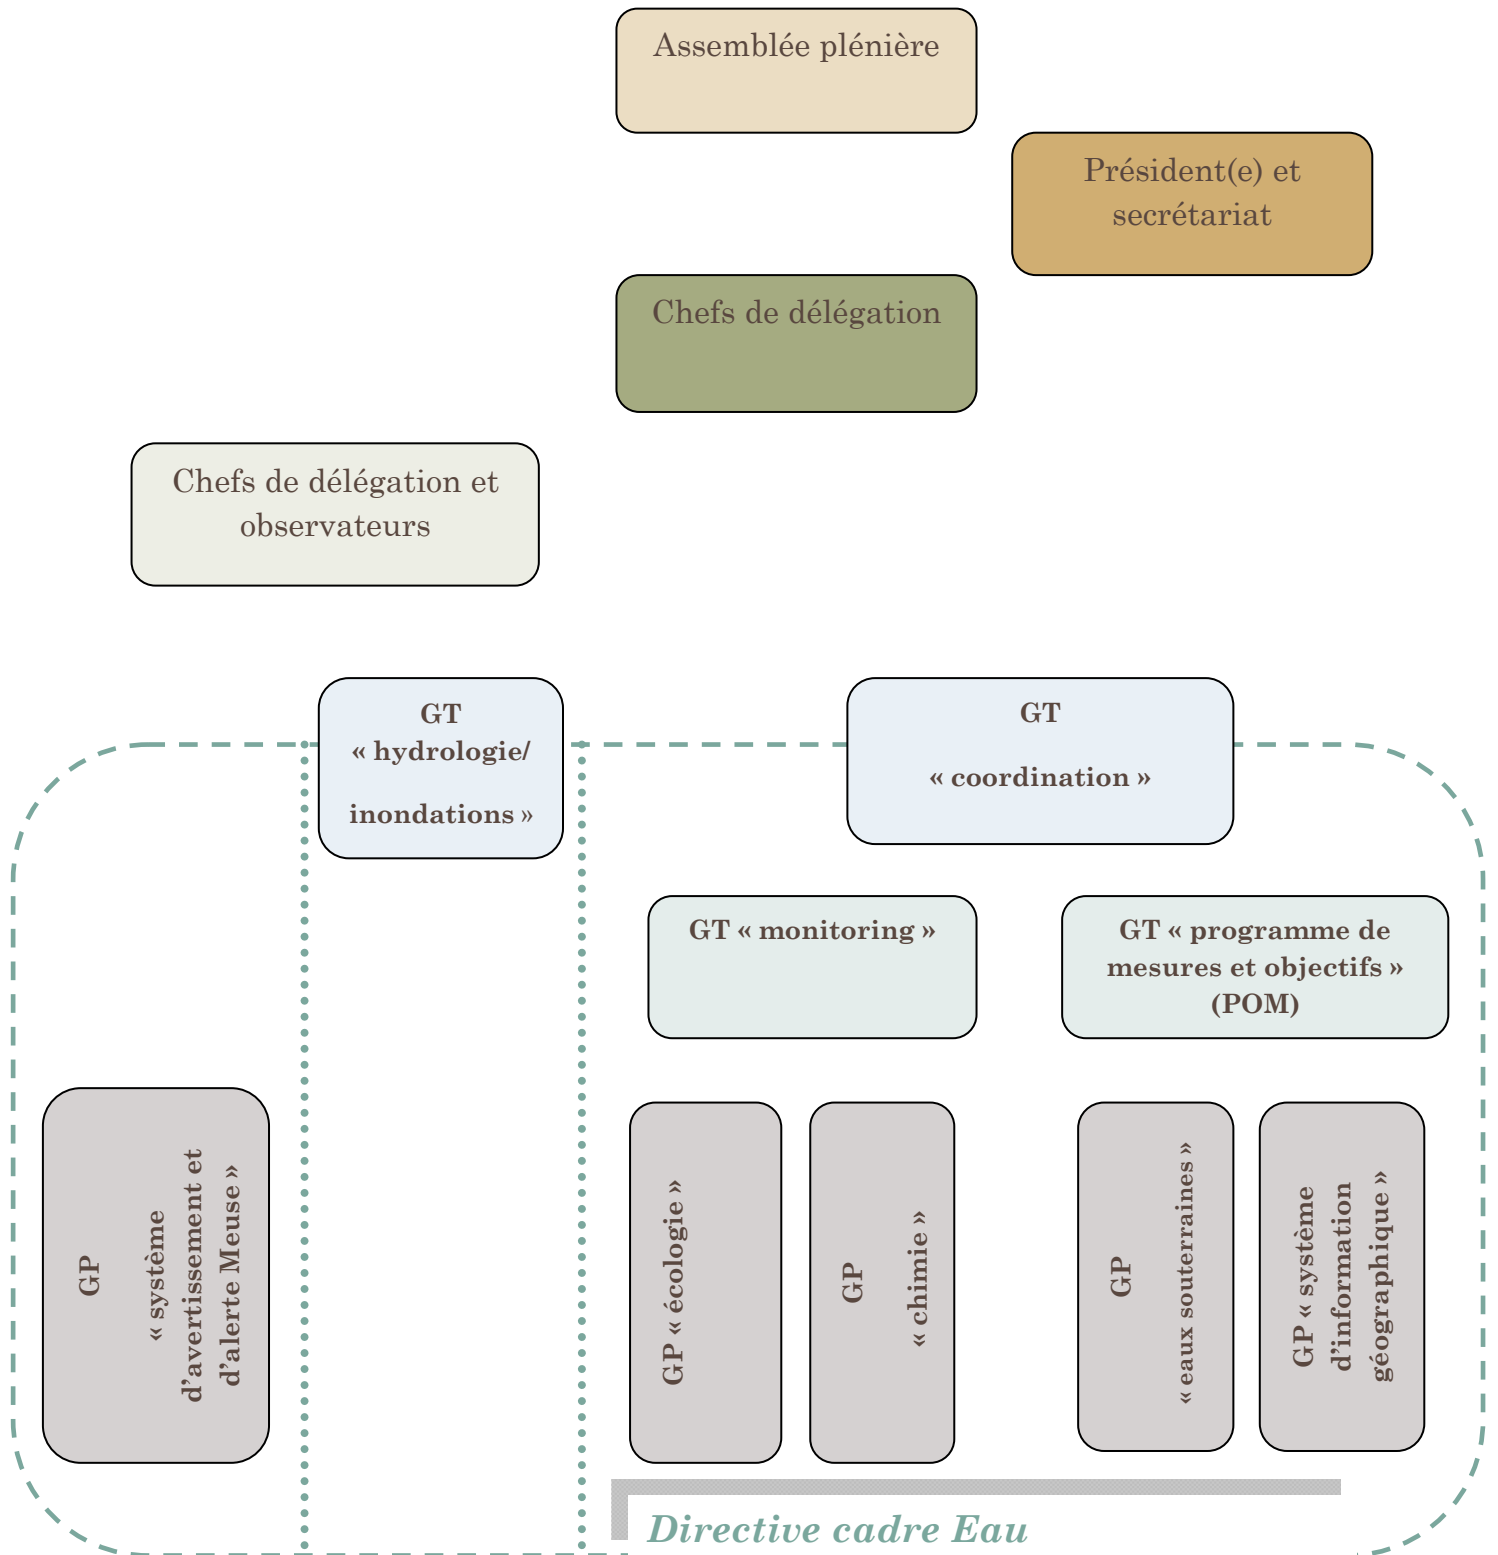 Assemblée plénière
Président(e) et
secrétariat
Chefs de délégation
Chefs de délégation et
observateurs
GT
« hydrologie/
inondations »
GT
« coordination »
GT « monitoring »
GT « programme de
mesures et objectifs »
(POM)
GP
« système
d'avertissement et
d'alerte Meuse »
GP « écologie »
GP
« chimie »
GP
« eaux souterraines »
GP « système
d'information
géographique »
Directive cadre Eau